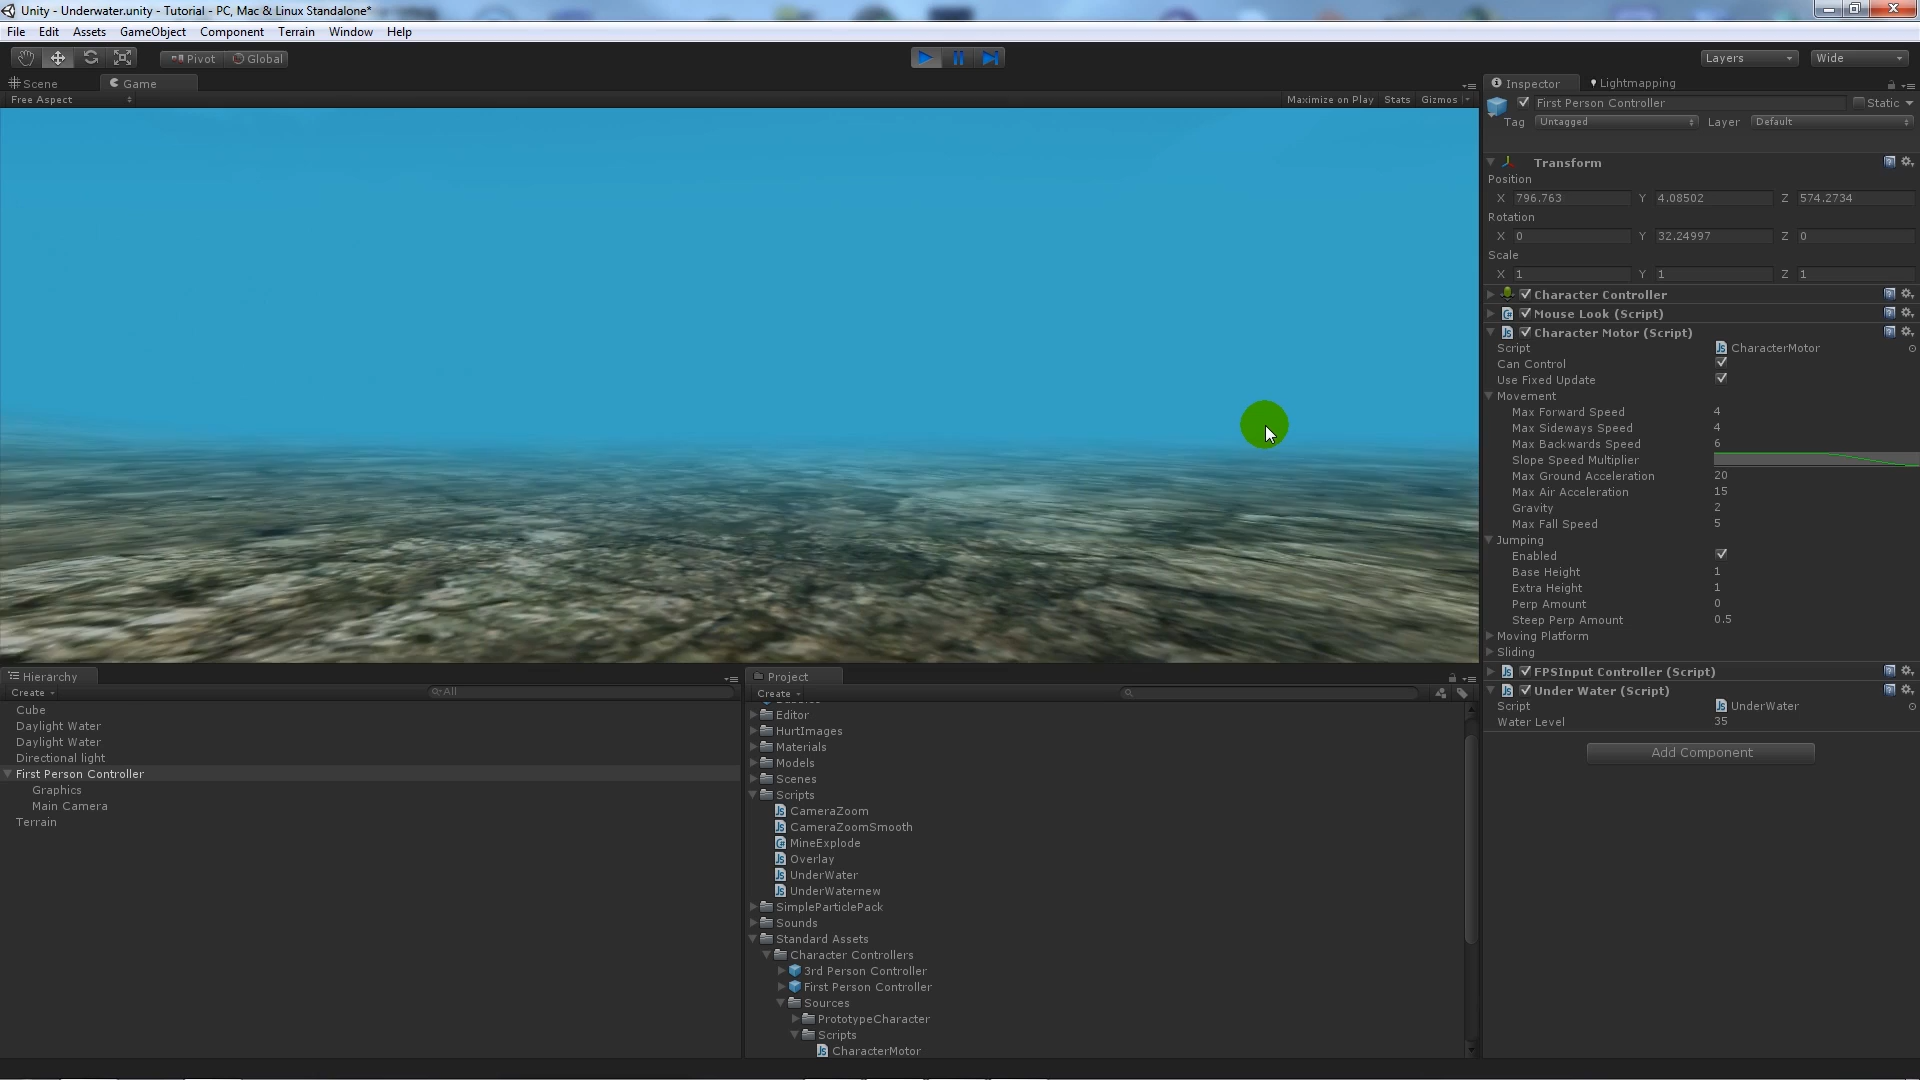 Unity - Underwater.unity - Tutorial - PC, Mac & Linux Standalone*
File Edit Assets GameObject Component Terrain Window Help
Pivot Global Layers Wide
Scene Game
Free Aspect Maximize on Play Stats Gizmos
Inspector Lightmapping
First Person Controller Static
Tag Untagged Layer Default
Transform
Position
X 796.763 Y 4.08502 Z 574.2734
Rotation
X 0 Y 32.24997 Z 0
Scale
X 1 Y 1 Z 1
Character Controller
Mouse Look (Script)
Character Motor (Script)
Script CharacterMotor
Can Control
Use Fixed Update
Movement
Max Forward Speed 4
Max Sideways Speed 4
Max Backwards Speed 6
Slope Speed Multiplier
Max Ground Acceleration 20
Max Air Acceleration 15
Gravity 2
Max Fall Speed 5
Jumping
Enabled
Base Height 1
Extra Height 1
Perp Amount 0
Steep Perp Amount 0.5
Moving Platform
Sliding
FPSInput Controller (Script)
Under Water (Script)
Script UnderWater
Water Level 35
Add Component
Hierarchy
Create All
Cube
Daylight Water
Daylight Water
Directional light
First Person Controller
Graphics
Main Camera
Terrain
Project
Create
Editor
HurtImages
Materials
Models
Scenes
Scripts
CameraZoom
CameraZoomSmooth
MineExplode
Overlay
UnderWater
UnderWaternew
SimpleParticlePack
Sounds
Standard Assets
Character Controllers
3rd Person Controller
First Person Controller
Sources
PrototypeCharacter
Scripts
CharacterMotor